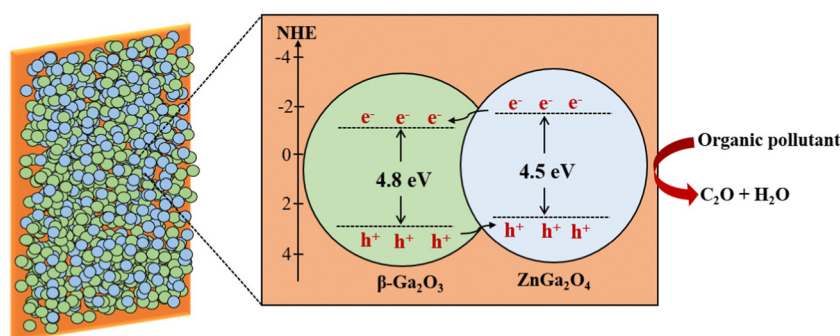 NHE
-4
-2
0
2
4
e⁻ e⁻ e⁻
e⁻ e⁻ e⁻
4.8 eV
4.5 eV
h⁺ h⁺ h⁺
h⁺ h⁺ h⁺
β-Ga₂O₃
ZnGa₂O₄
Organic pollutant
C₂O + H₂O